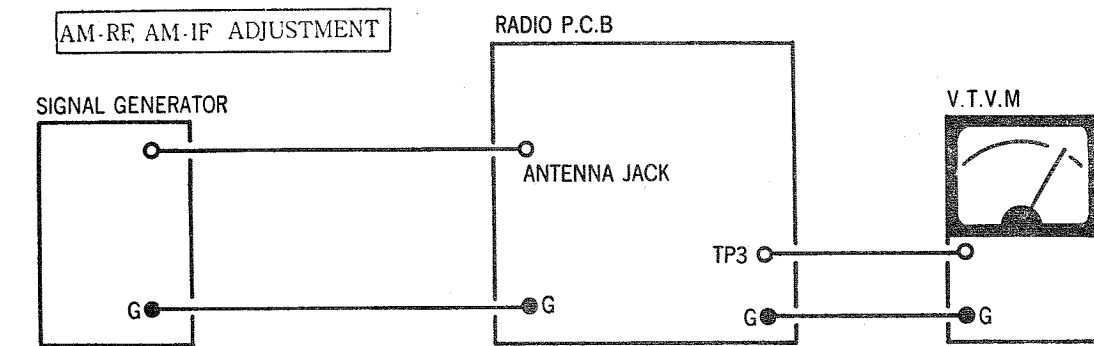 AM-RF, AM-IF ADJUSTMENT
RADIO P.C.B
SIGNAL GENERATOR
V.T.V.M
ANTENNA JACK
TP3
G
G
G
G